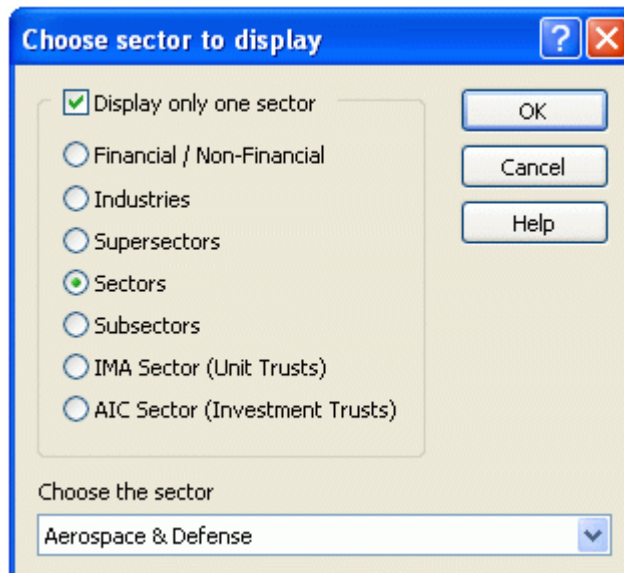 Choose sector to display
Display only one sector
OK
Financial / Non-Financial
Cancel
Industries
Help
Supersectors
Sectors
Subsectors
IMA Sector (Unit Trusts)
AIC Sector (Investment Trusts)
Choose the sector
Aerospace & Defense